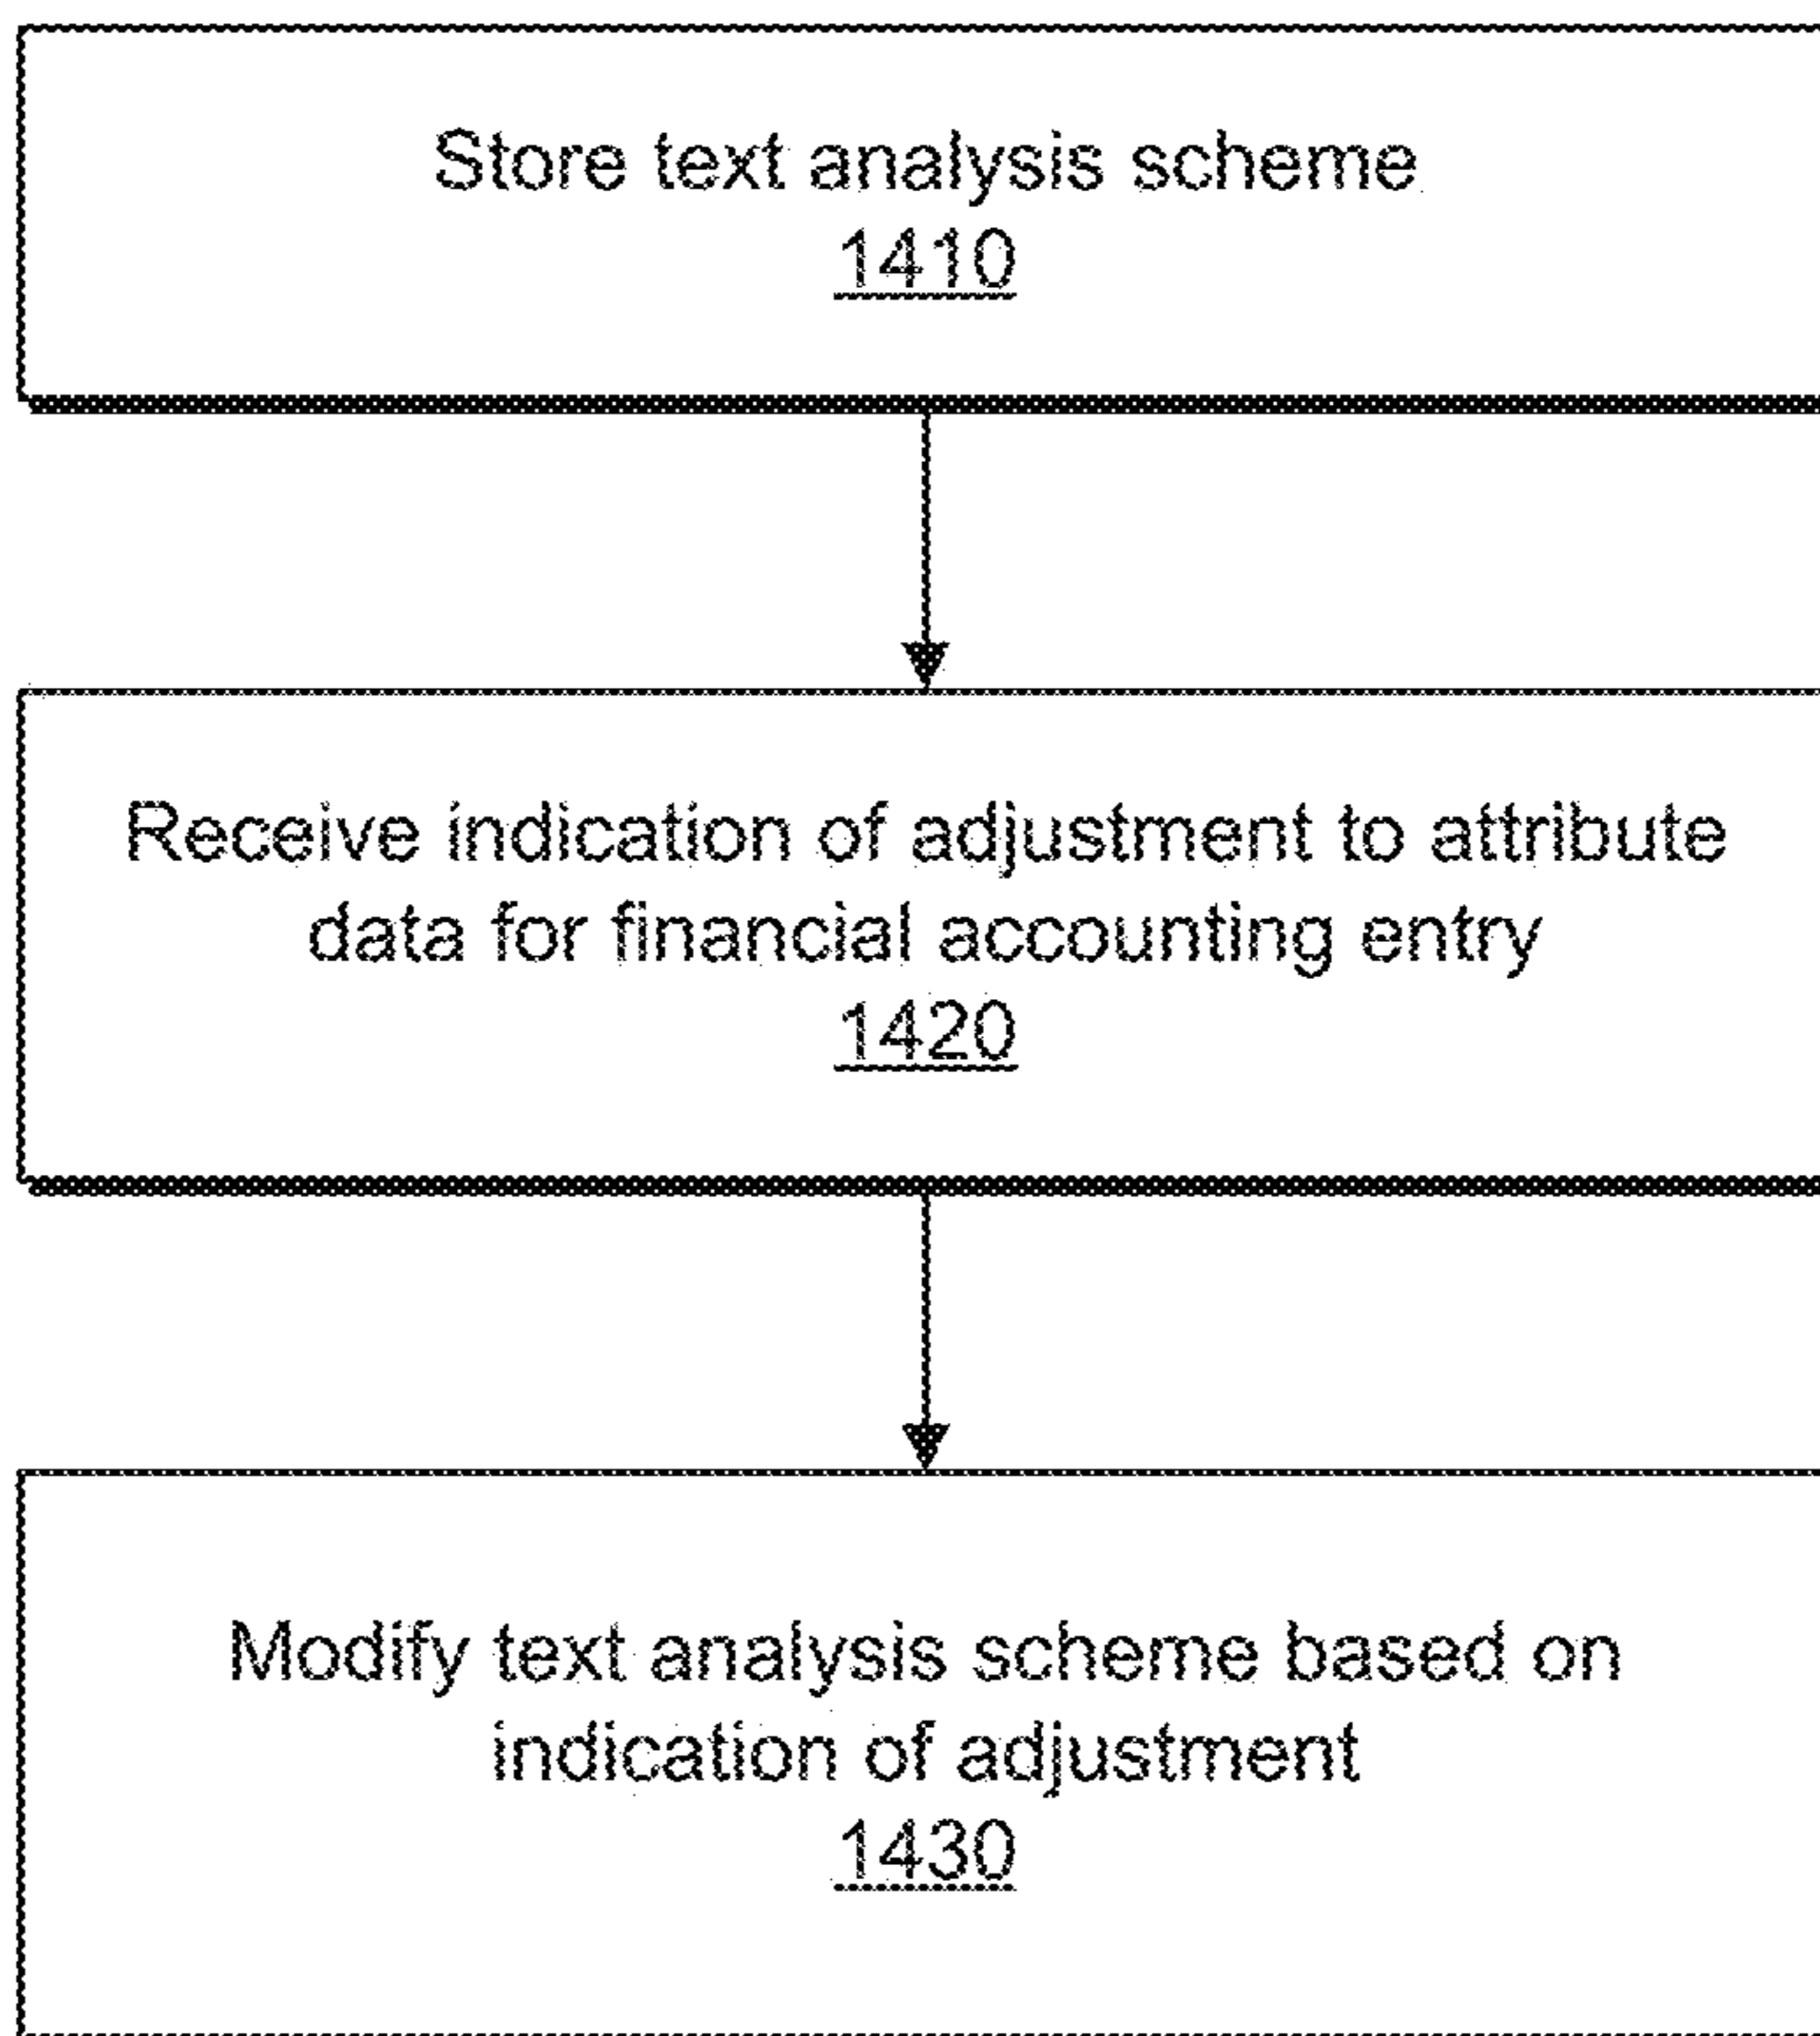 Store text analysis scheme
1410
Receive indication of adjustment to attribute
data for financial accounting entry
1420
Modify text analysis scheme based on
indication of adjustment
1430